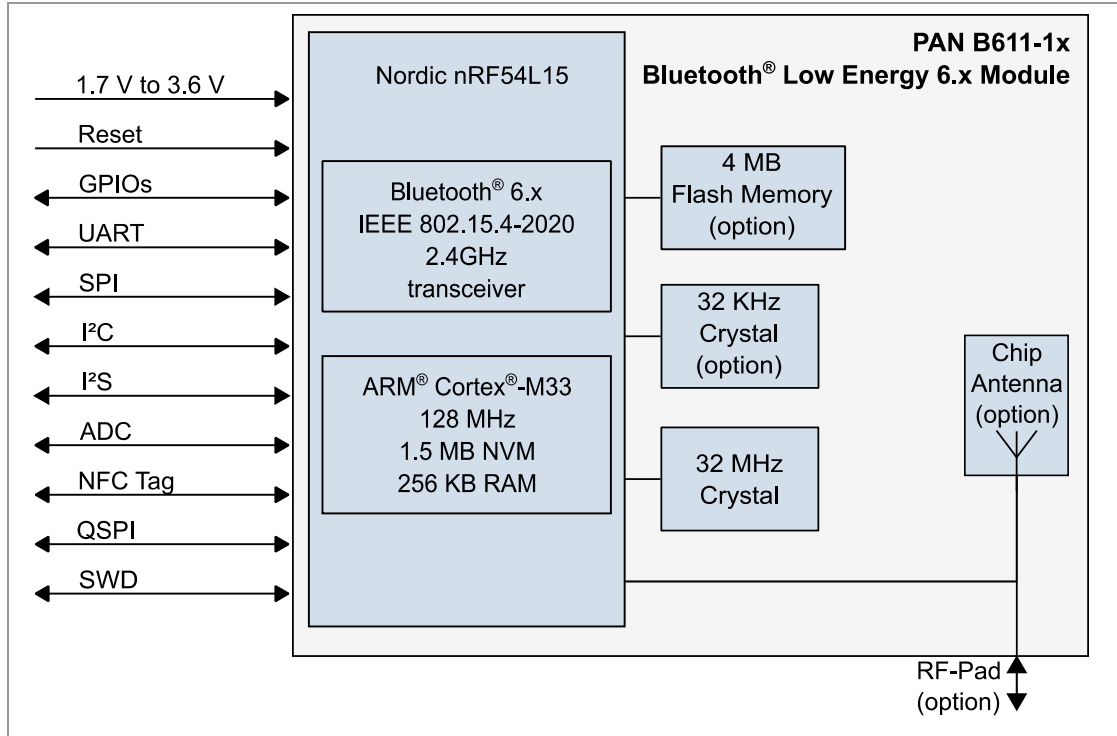 PAN B611-1x
Bluetooth® Low Energy 6.x Module
1.7 V to 3.6 V
Reset
GPIOs
UART
SPI
I²C
I²S
ADC
NFC Tag
QSPI
SWD
Nordic nRF54L15
Bluetooth® 6.x
IEEE 802.15.4-2020
2.4GHz
transceiver
ARM® Cortex®-M33
128 MHz
1.5 MB NVM
256 KB RAM
4 MB
Flash Memory
(option)
32 KHz
Crystal
(option)
32 MHz
Crystal
Chip
Antenna
(option)
RF-Pad
(option)